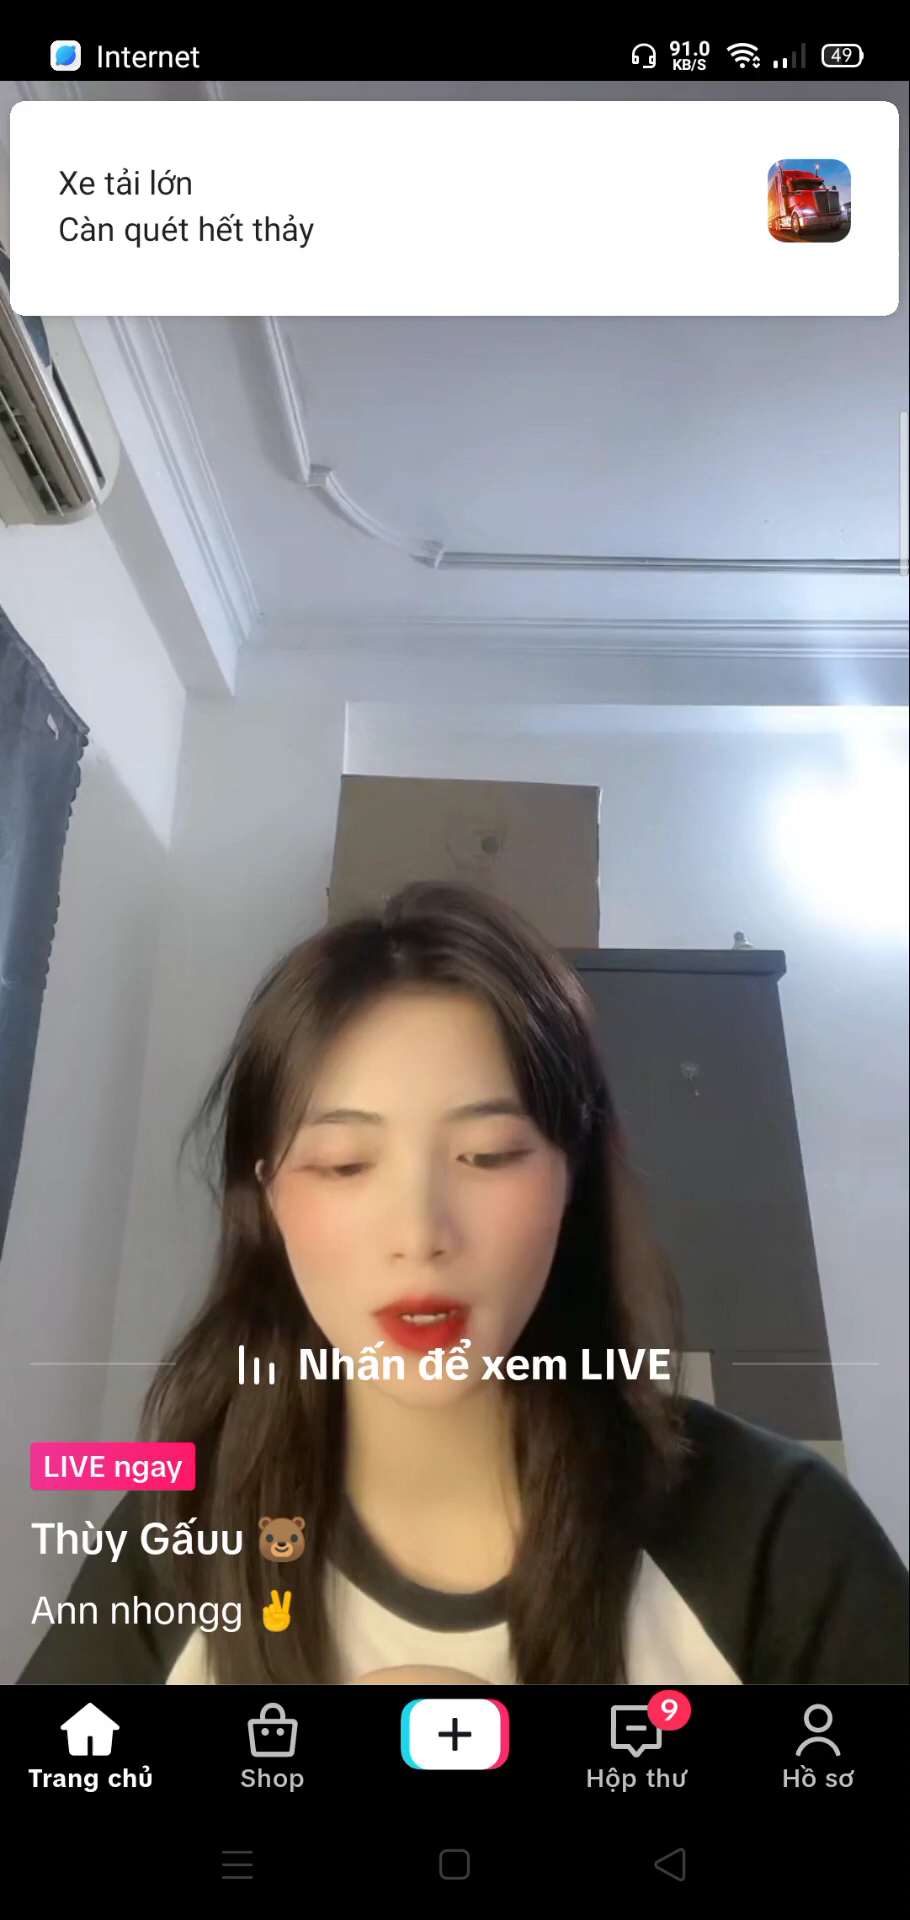 Internet
91.0
KB/S
49
Xe tải lớn
Càn quét hết thảy
Nhấn để xem LIVE
LIVE ngay
Thùy Gấuu 🐻
Ann nhongg ✌️
9
Trang chủ
Shop
Hộp thư
Hồ sơ